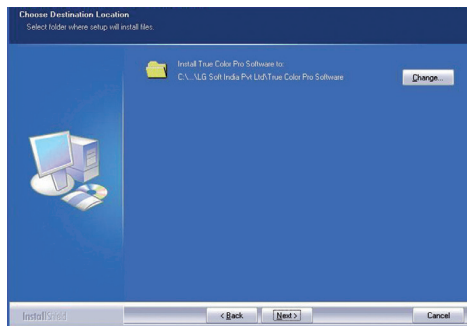 Choose Destination Location
Select folder where setup will install files.
Install True Color Pro Software to:
C:\...\LG Soft India Pvt Ltd\True Color Pro Software
Change...
InstallShield
< Back
Next >
Cancel